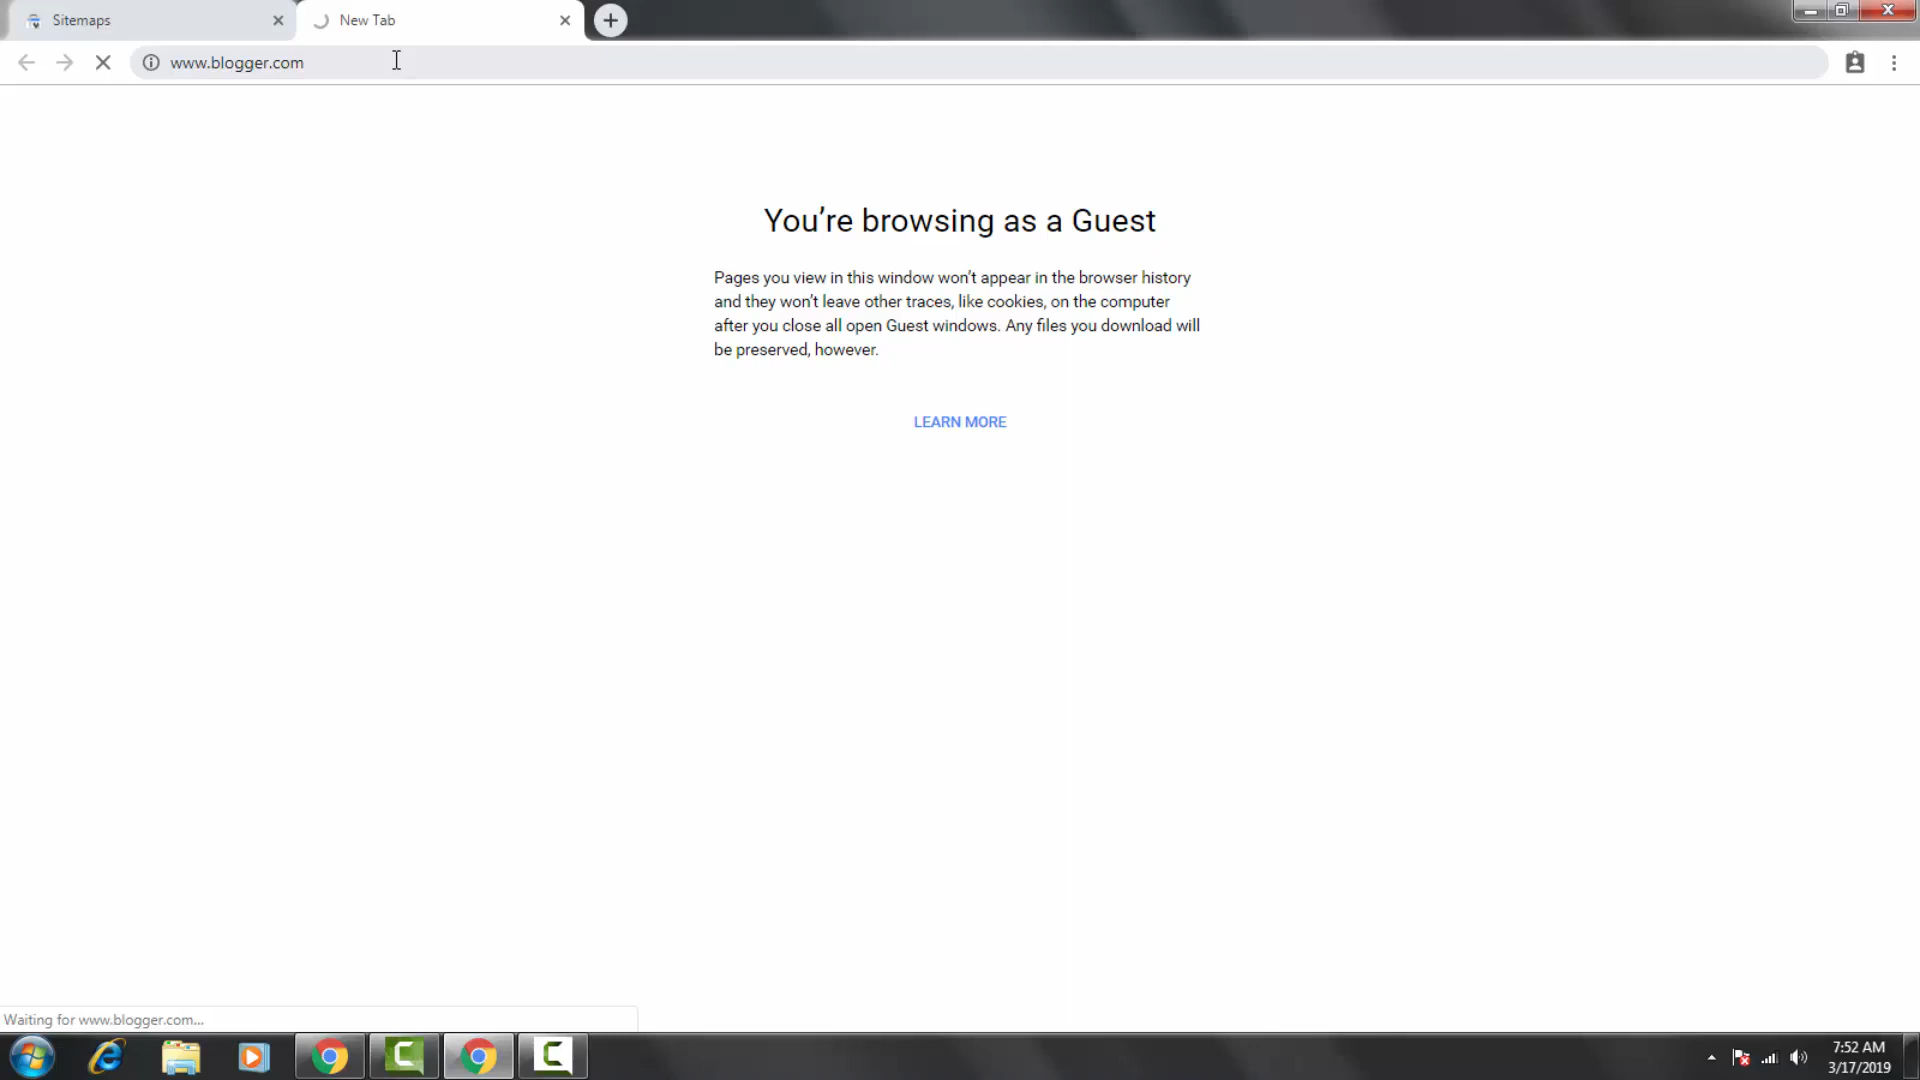 Sitemaps
New Tab
www.blogger.com
You’re browsing as a Guest
Pages you view in this window won’t appear in the browser history
and they won’t leave other traces, like cookies, on the computer
after you close all open Guest windows. Any files you download will
be preserved, however.
LEARN MORE
Waiting for www.blogger.com...
7:52 AM
3/17/2019